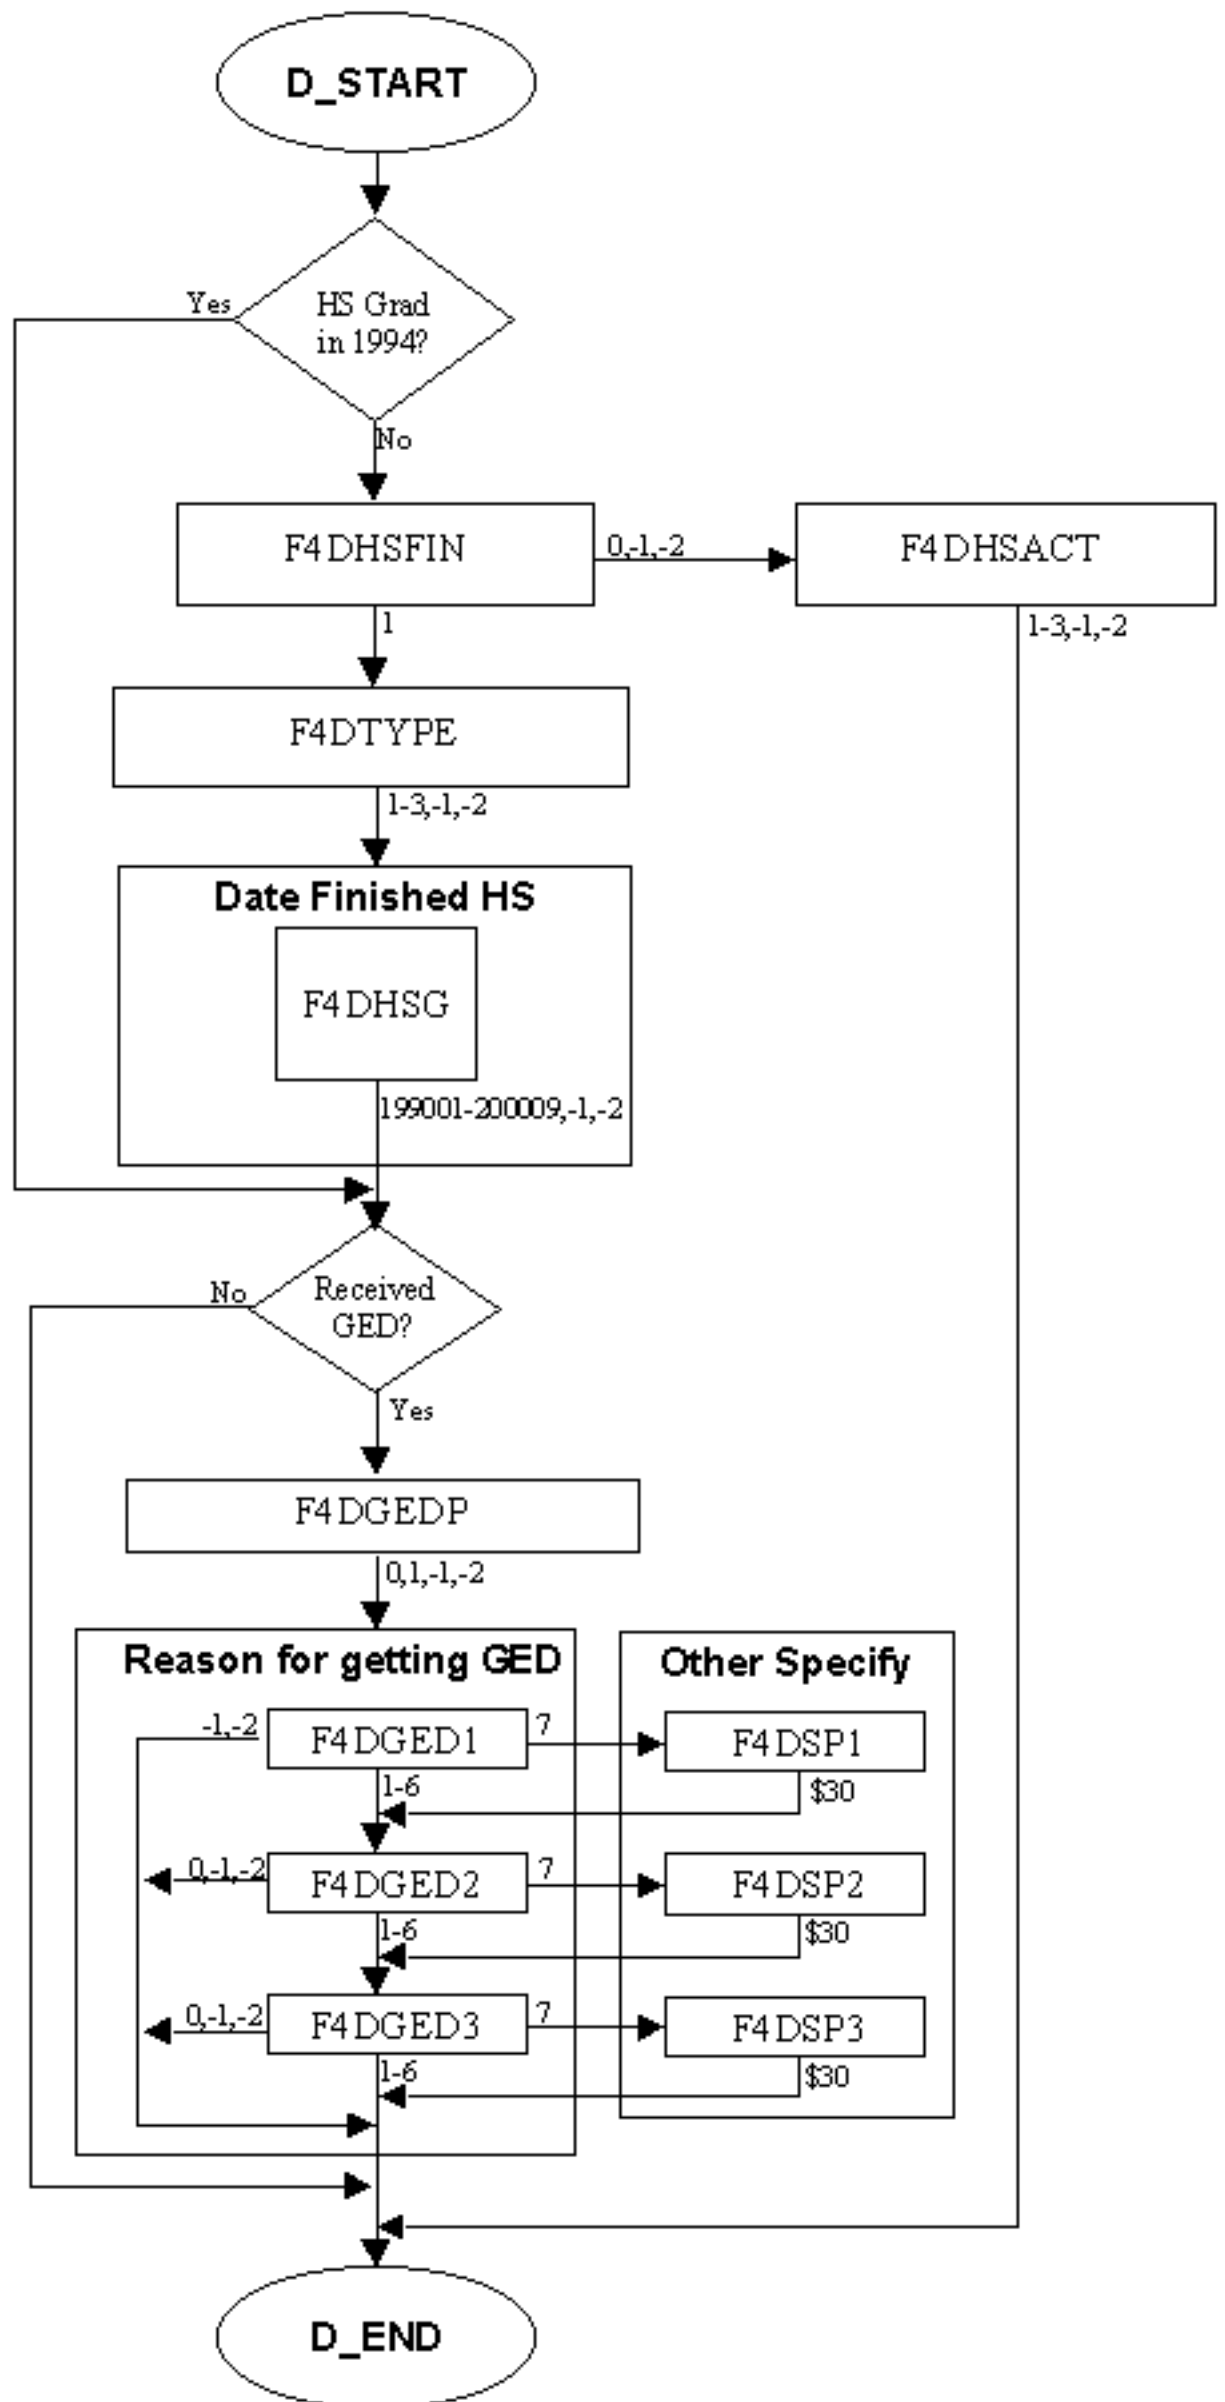 D_START
Yes
HS Grad
in 1994?
No
F4DHSFIN
0,-1,-2
F4DHSACT
1
1-3,-1,-2
F4DTYPE
1-3,-1,-2
Date Finished HS
F4DHSG
199001-200009,-1,-2
No
Received
GED?
Yes
F4DGEDP
0,1,-1,-2
Reason for getting GED
Other Specify
-1,-2
F4DGED1
7
F4DSP1
1-6
$30
0,-1,-2
F4DGED2
7
F4DSP2
1-6
$30
0,-1,-2
F4DGED3
7
F4DSP3
1-6
$30
D_END